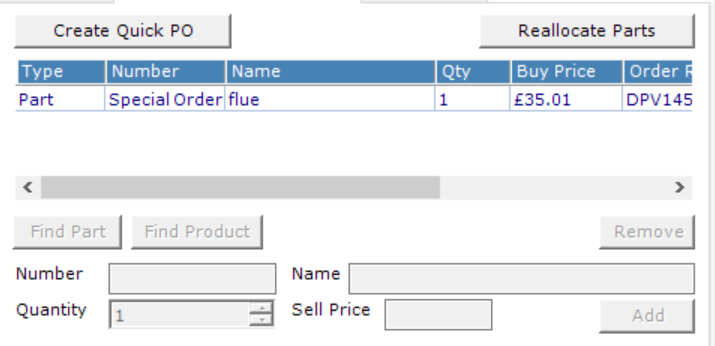 Create Quick PO Reallocate Parts
Type Number Name Qty Buy Price Order R
Part Special Order flue 1 £35.01 DPV145
Find Part Find Product Remove
Number Name
Quantity 1 Sell Price Add